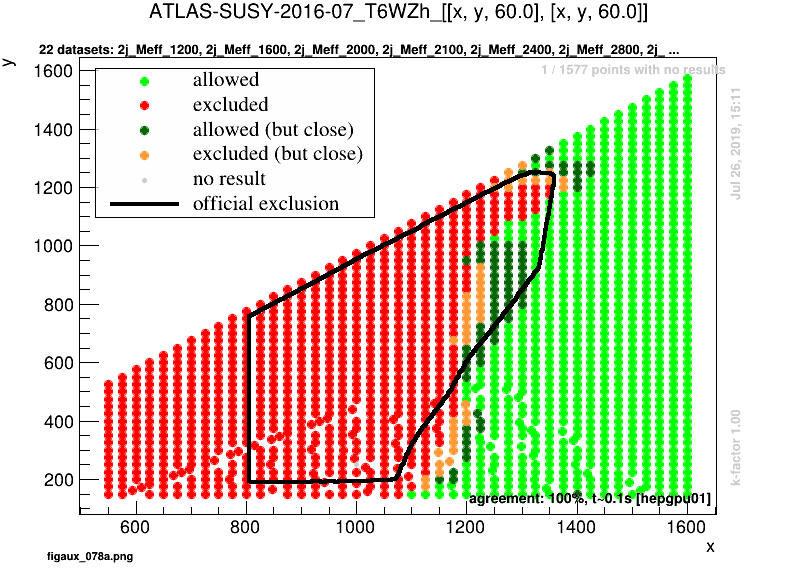 ATLAS-SUSY-2016-07_T6WZh_[[x, y, 60.0], [x, y, 60.0]]
22 datasets: 2j_Meff_1200, 2j_Meff_1600, 2j_Meff_2000, 2j_Meff_2100, 2j_Meff_2400, 2j_Meff_2800, 2j_ ...
y
1 / 1577 points with no results
allowed
excluded
allowed (but close)
excluded (but close)
no result
official exclusion
1600
1400
1200
1000
800
600
400
200
Jul 26, 2019, 15:11
k-factor 1.00
agreement: 100%, t~0.1s [hepgpu01]
600
800
1000
1200
1400
1600
x
figaux_078a.png